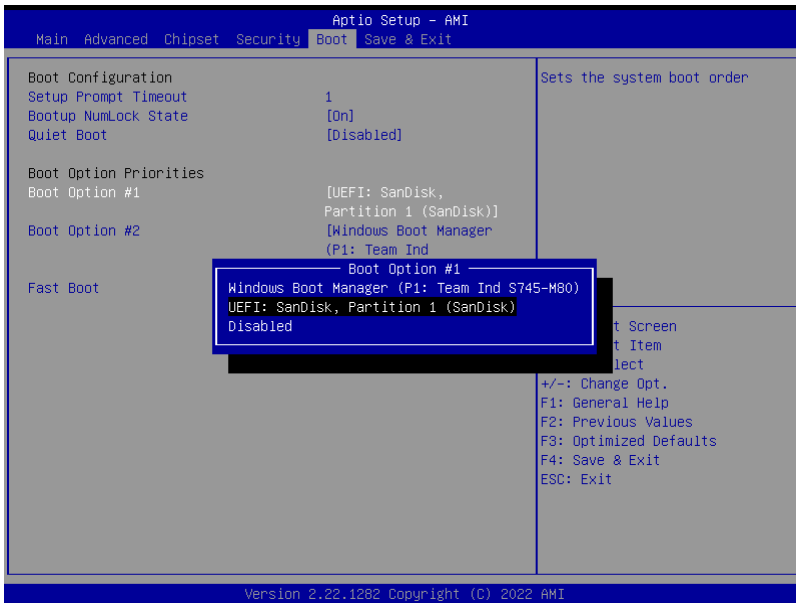 Aptio Setup – AMI
Main Advanced Chipset Security Boot Save & Exit
Boot Configuration
Setup Prompt Timeout 1
Bootup NumLock State [On]
Quiet Boot [Disabled]
Boot Option Priorities
Boot Option #1 [UEFI: SanDisk,
Partition 1 (SanDisk)]
Boot Option #2 [Windows Boot Manager
(P1: Team Ind
Fast Boot
Boot Option #1
Windows Boot Manager (P1: Team Ind S745-M80)
UEFI: SanDisk, Partition 1 (SanDisk)
Disabled
Sets the system boot order
t Screen
t Item
lect
+/-: Change Opt.
F1: General Help
F2: Previous Values
F3: Optimized Defaults
F4: Save & Exit
ESC: Exit
Version 2.22.1282 Copyright (C) 2022 AMI